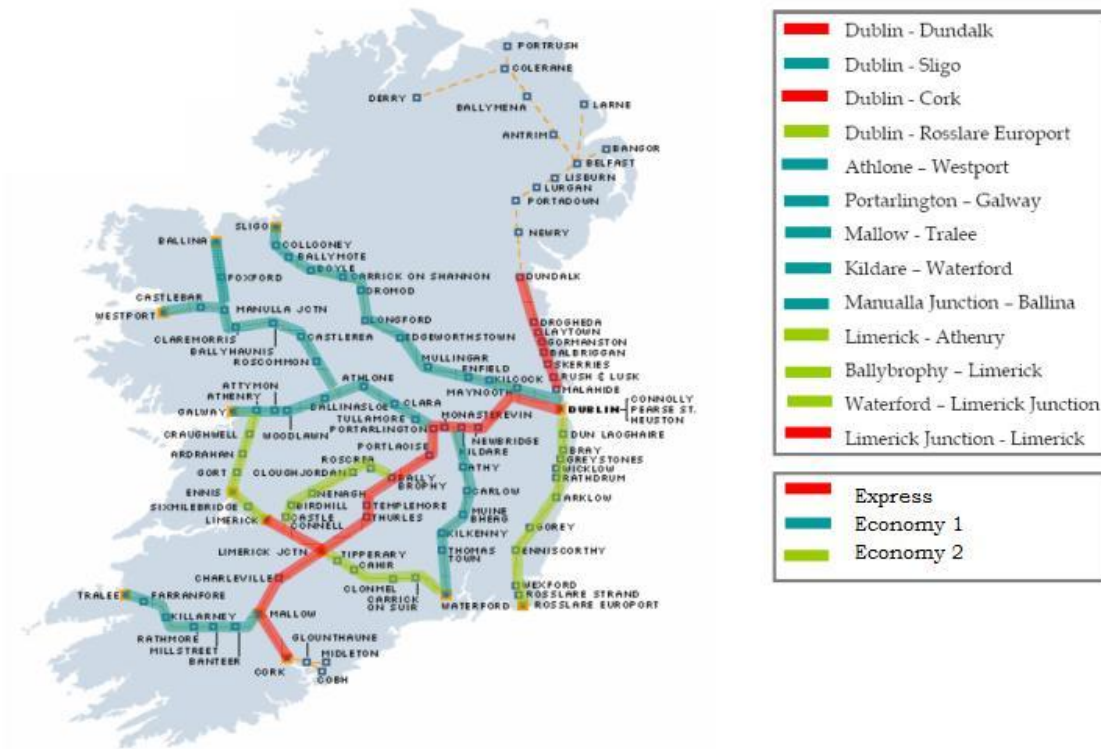 PORTRUSH
COLERANE
DERRY
BALLYMENA
LARNE
ANTRIM
BANGOR
BELFAST
LISBURN
LURGAN
PORTADOWN
NEWRY
SLIGO
BALLINA
COLLOONEY
BALLYMOTE
BOYLE
CARRICK ON SHANNON
FOXFORD
DROMOD
DUNDALK
CASTLEBAR
WESTPORT
MANULLA JCTN
LONGFORD
DROGHEDA
LAYTOWN
GORMANSTON
BALBRIGGAN
CLAREMORRIS
CASTLEREA
EDGEWORTHSTOWN
BALLYHAUNIS
ROSCOMMON
MULLINGAR
ENFIELD
SKERRIES
RUSH & LUSK
KILCOCK
MALAHIDE
ATTYMON
ATHLONE
MAYNOOTH
ATHENRY
CLARA
CONNOLLY
GALWAY
BALLINASLOE
TULLAMORE
MONASTEREVIN
DUBLIN
PEARSE ST.
HEUSTON
WOODLAWN
PORTARLINGTON
CRAUGHWELL
PORTLAOISE
NEWBRIDGE
KILDARE
DUN LAOGHAIRE
ARDRAHAN
ROSCREA
BRAY
GREYSTONES
GORT
CLOUGHJORDAN
ATHY
WICKLOW
RATHDRUM
BALLY
BROPHY
ENNIS
NENAGH
CARLOW
ARKLOW
SIXMILEBRIDGE
BIRDHILL
TEMPLEMORE
MUINE
BHEAG
LIMERICK
CASTLE
CONNELL
THURLES
GOREY
KILKENNY
LIMERICK JCTN
TIPPERARY
THOMAS
TOWN
ENNISCORTHY
CAHIR
CHARLEVILLE
CLONMEL
CARRICK
ON SUIR
WEXFORD
TRALEE
FARRANFORE
WATERFORD
ROSSLARE STRAND
ROSSLARE EUROPORT
KILLARNEY
MALLOW
RATHMORE
MILLSTREET
BANTEER
GLOUNTHAUNE
MIDLETON
CORK
COBH
Dublin - Dundalk
Dublin - Sligo
Dublin - Cork
Dublin - Rosslare Europort
Athlone – Westport
Portarlington – Galway
Mallow - Tralee
Kildare – Waterford
Manualla Junction – Ballina
Limerick - Athenry
Ballybrophy – Limerick
Waterford – Limerick Junction
Limerick Junction - Limerick
Express
Economy 1
Economy 2